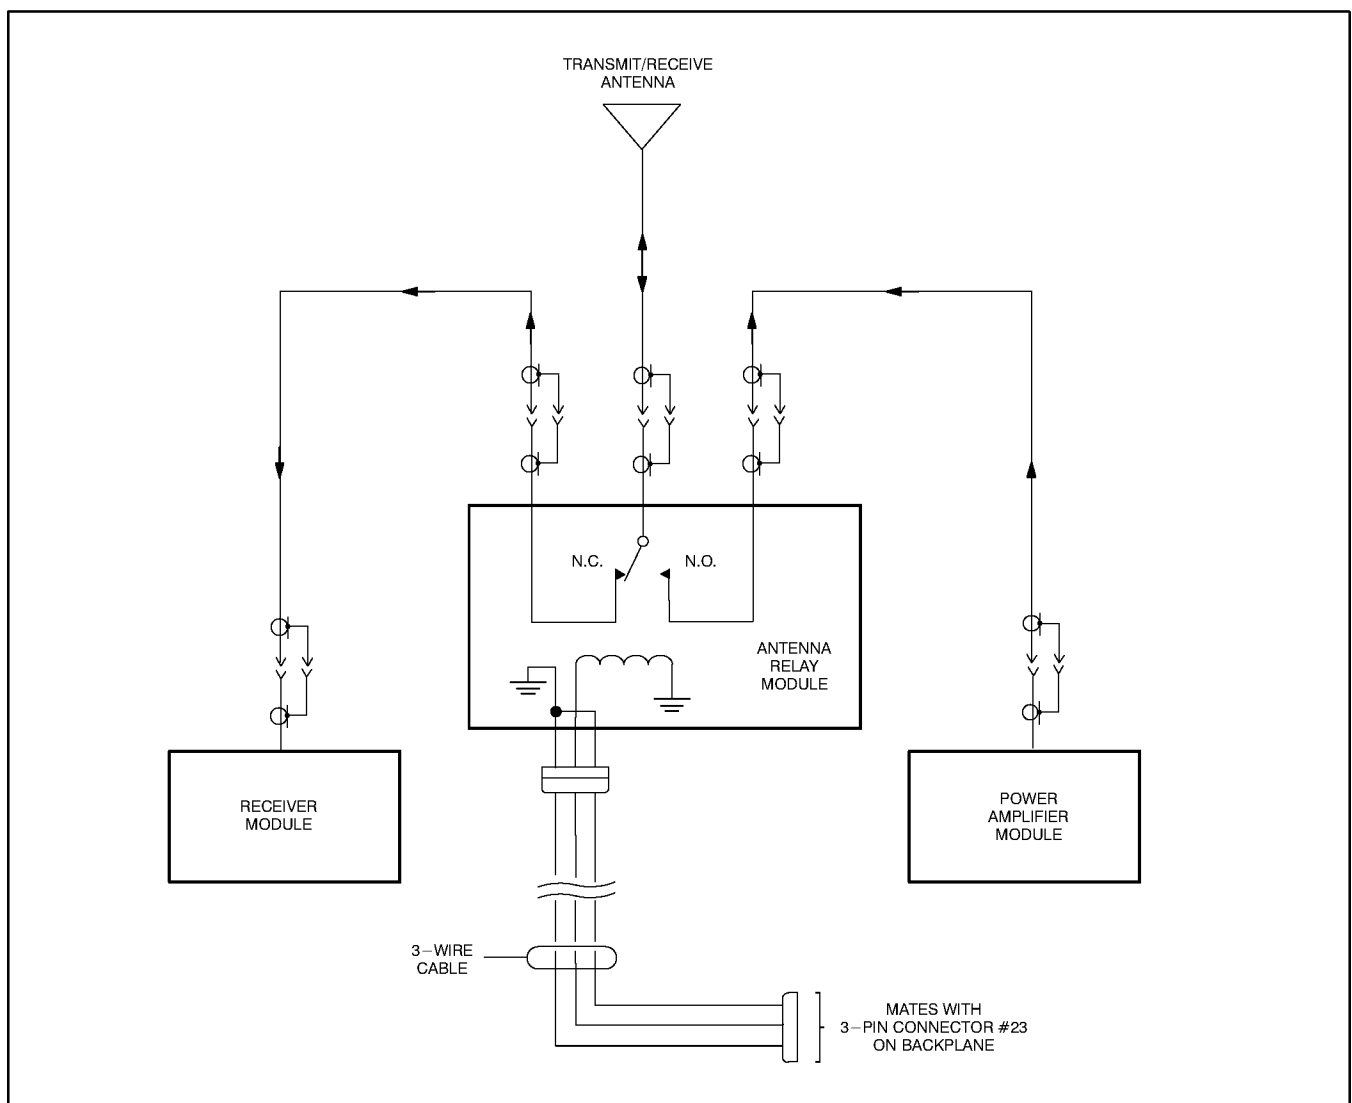 TRANSMIT/RECEIVE
ANTENNA
N.C.
N.O.
ANTENNA
RELAY
MODULE
RECEIVER
MODULE
POWER
AMPLIFIER
MODULE
3–WIRE
CABLE
MATES WITH
3–PIN CONNECTOR #23
ON BACKPLANE